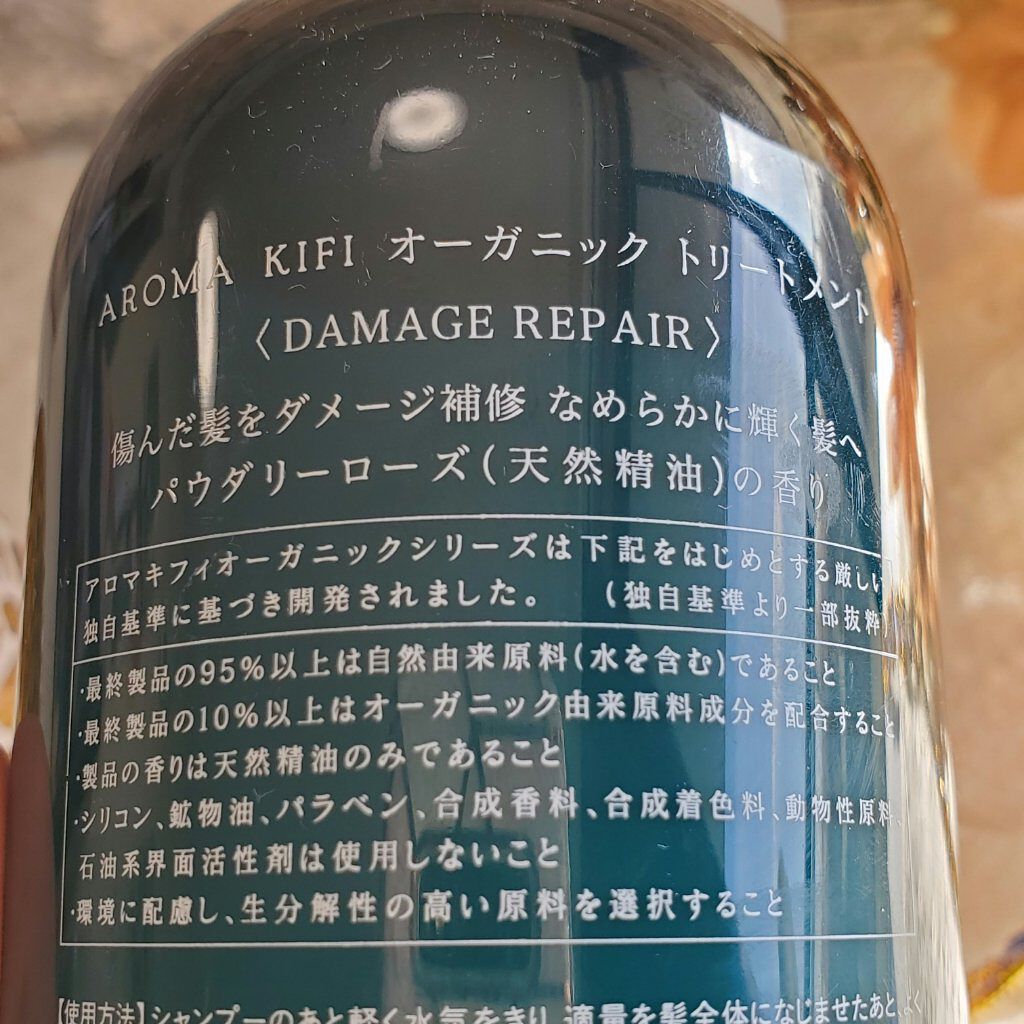 AROMA KIFI オーガニック トリートメント
〈DAMAGE REPAIR〉
傷んだ髪をダメージ補修 なめらかに輝く髪へ
パウダリーローズ(天然精油)の香り
アロマキフィオーガニックシリーズは下記をはじめとする厳しい
独自基準に基づき開発されました。 (独自基準より一部抜粋)
・最終製品の95%以上は自然由来原料(水を含む)であること
・最終製品の10%以上はオーガニック由来原料成分を配合すること
・製品の香りは天然精油のみであること
・シリコン、鉱物油、パラベン、合成香料、合成着色料、動物性原料、
石油系界面活性剤は使用しないこと
・環境に配慮し、生分解性の高い原料を選択すること
【使用方法】シャンプーのあと軽く水気をきり、適量を髪全体になじませたあと、よく